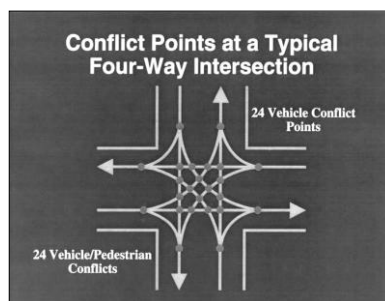 Conflict Points at a Typical
Four-Way Intersection
24 Vehicle Conflict
Points
24 Vehicle/Pedestrian
Conflicts